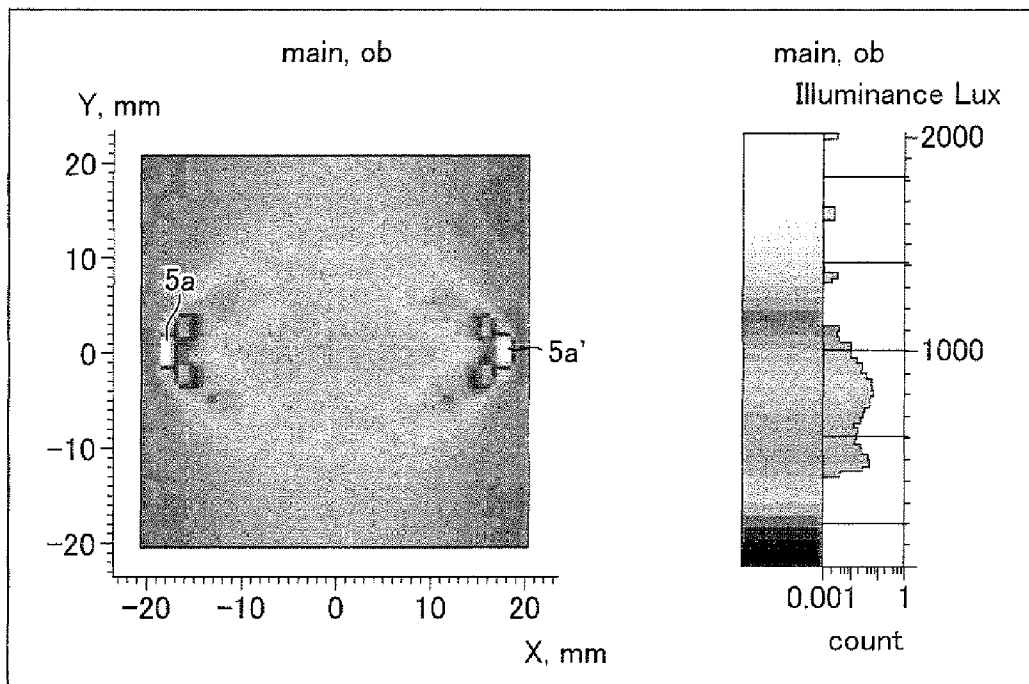 main, ob
Y, mm
20
10
0
-10
-20
5a
5a'
-20 -10 0 10 20
X, mm
main, ob
Illuminance Lux
2000
1000
0.001 1
count